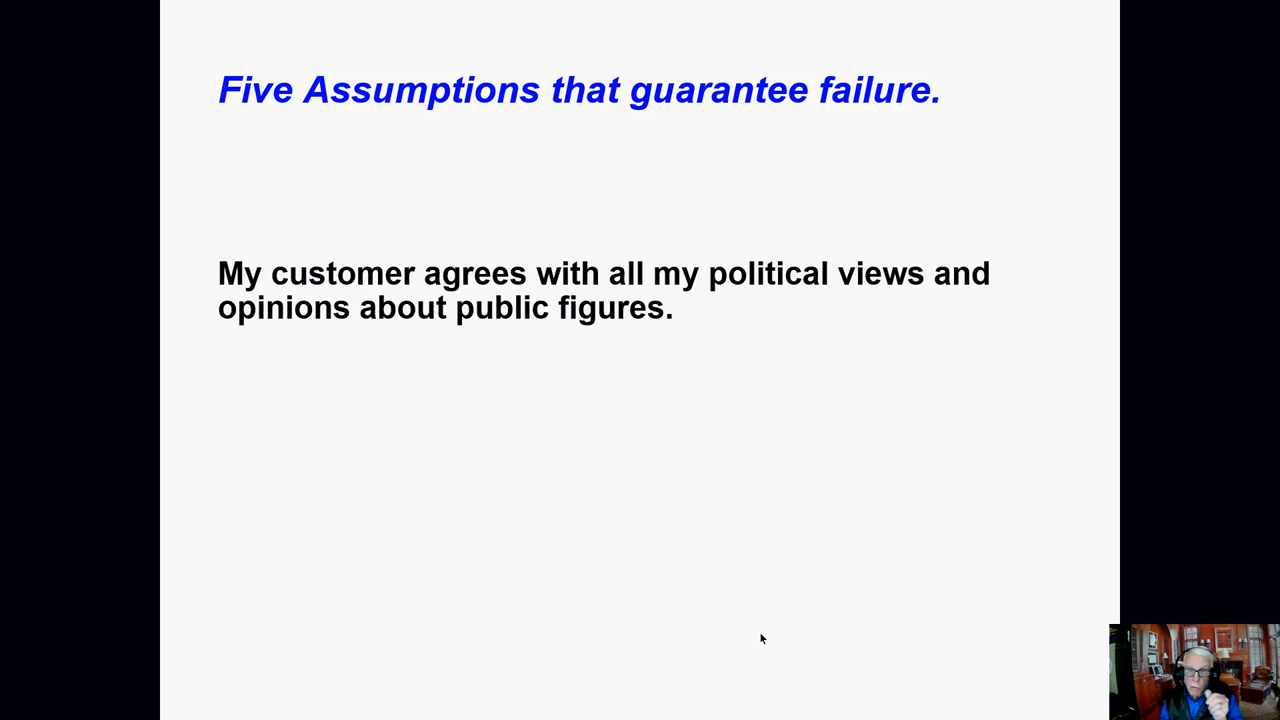 Five Assumptions that guarantee failure.
My customer agrees with all my political views and
opinions about public figures.